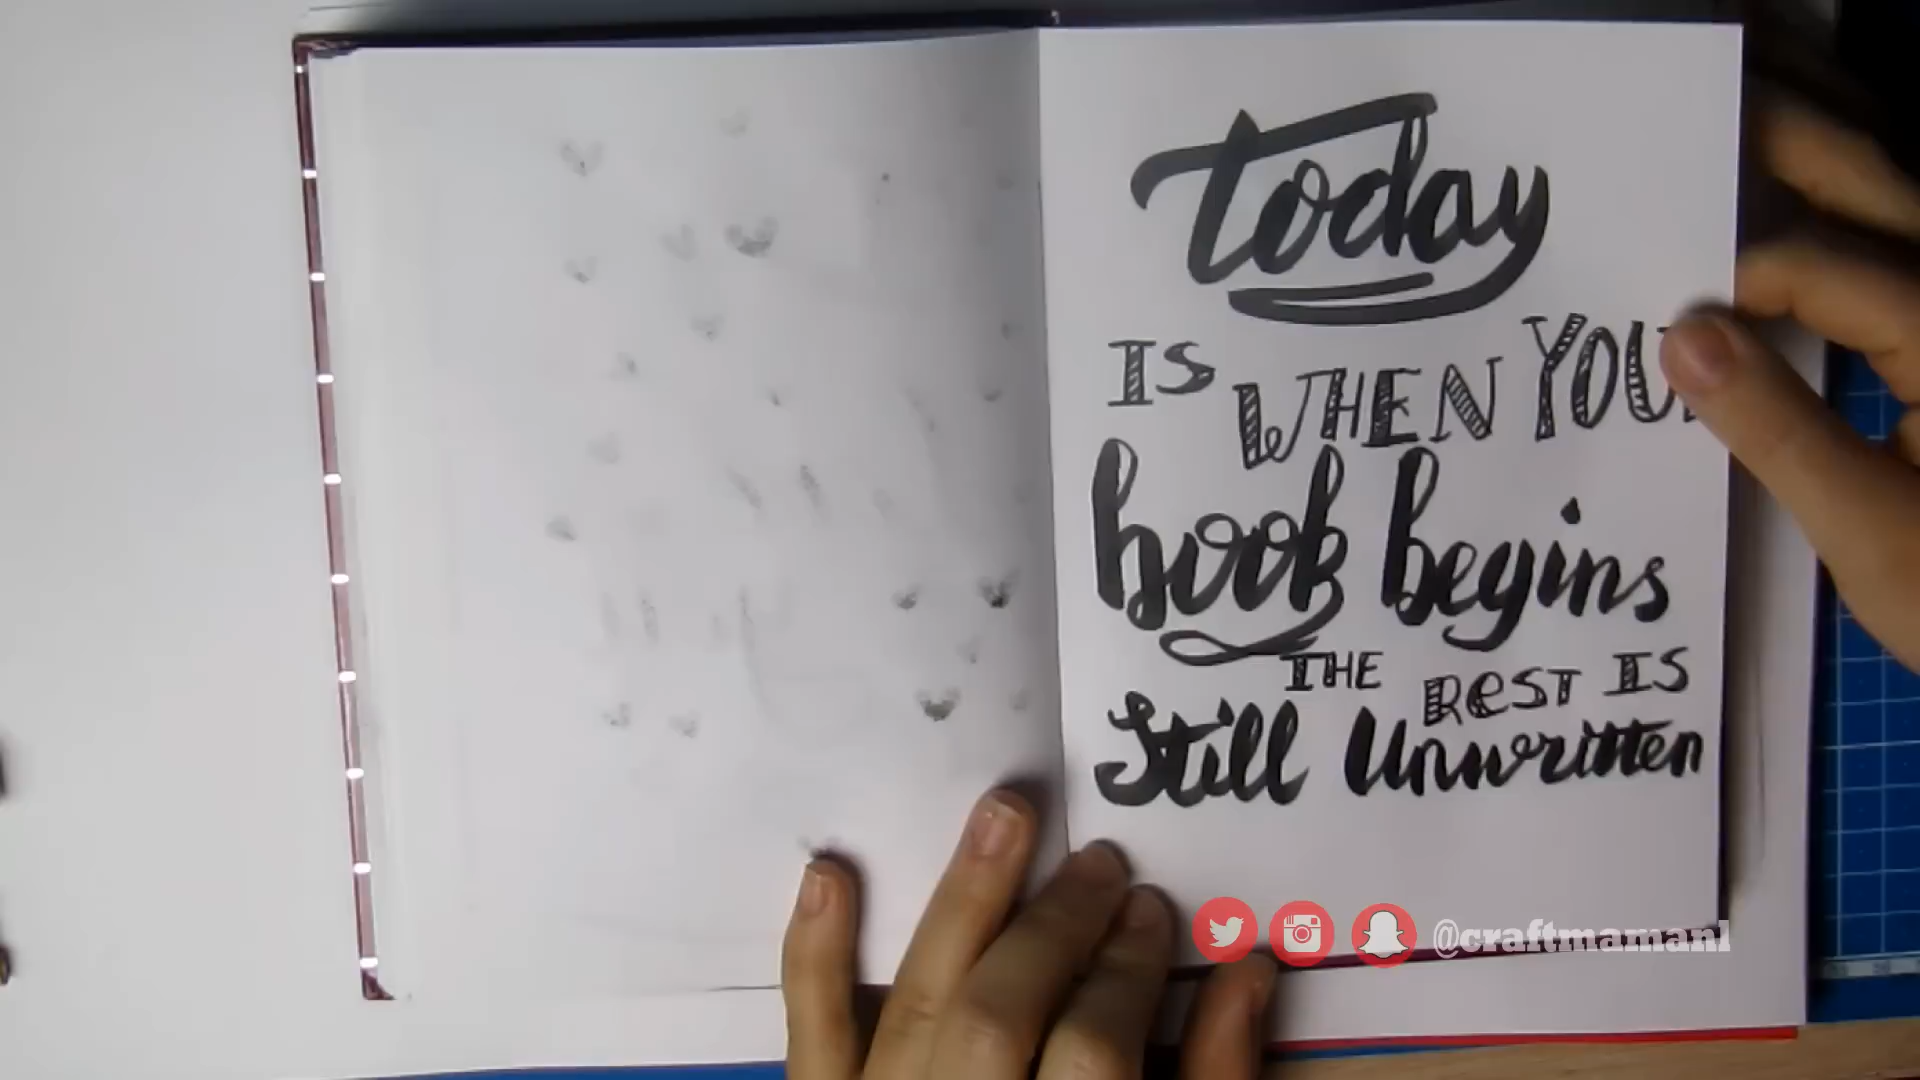 today
IS WHEN YOU
book begins
THE REST IS
Still Unwritten
@craftmamanl